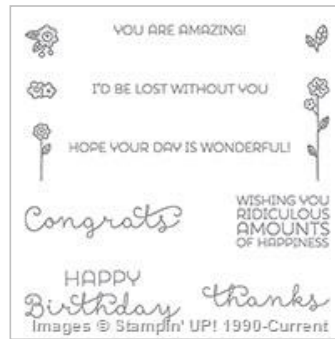 YOU ARE AMAZING!
I'D BE LOST WITHOUT YOU
HOPE YOUR DAY IS WONDERFUL!
Congrats
WISHING YOU
RIDICULOUS
AMOUNTS
OF HAPPINESS
HAPPY
Birthday
thanks
Images © Stampin' UP! 1990-Current